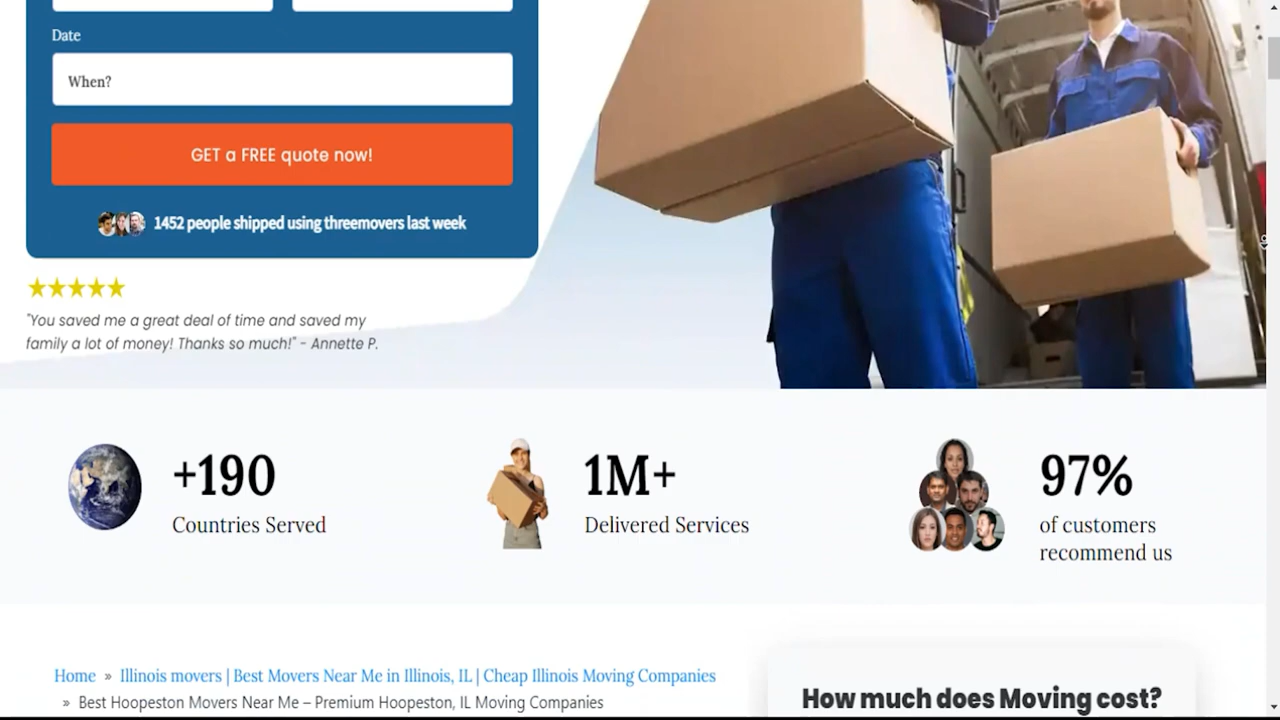 Date
When?
GET a FREE quote now!
1452 people shipped using threemovers last week
"You saved me a great deal of time and saved my
family a lot of money! Thanks so much!" - Annette P.
+190
Countries Served
1M+
Delivered Services
97%
of customers
recommend us
Home » Illinois movers | Best Movers Near Me in Illinois, IL | Cheap Illinois Moving Companies
» Best Hoopeston Movers Near Me – Premium Hoopeston, IL Moving Companies
How much does Moving cost?